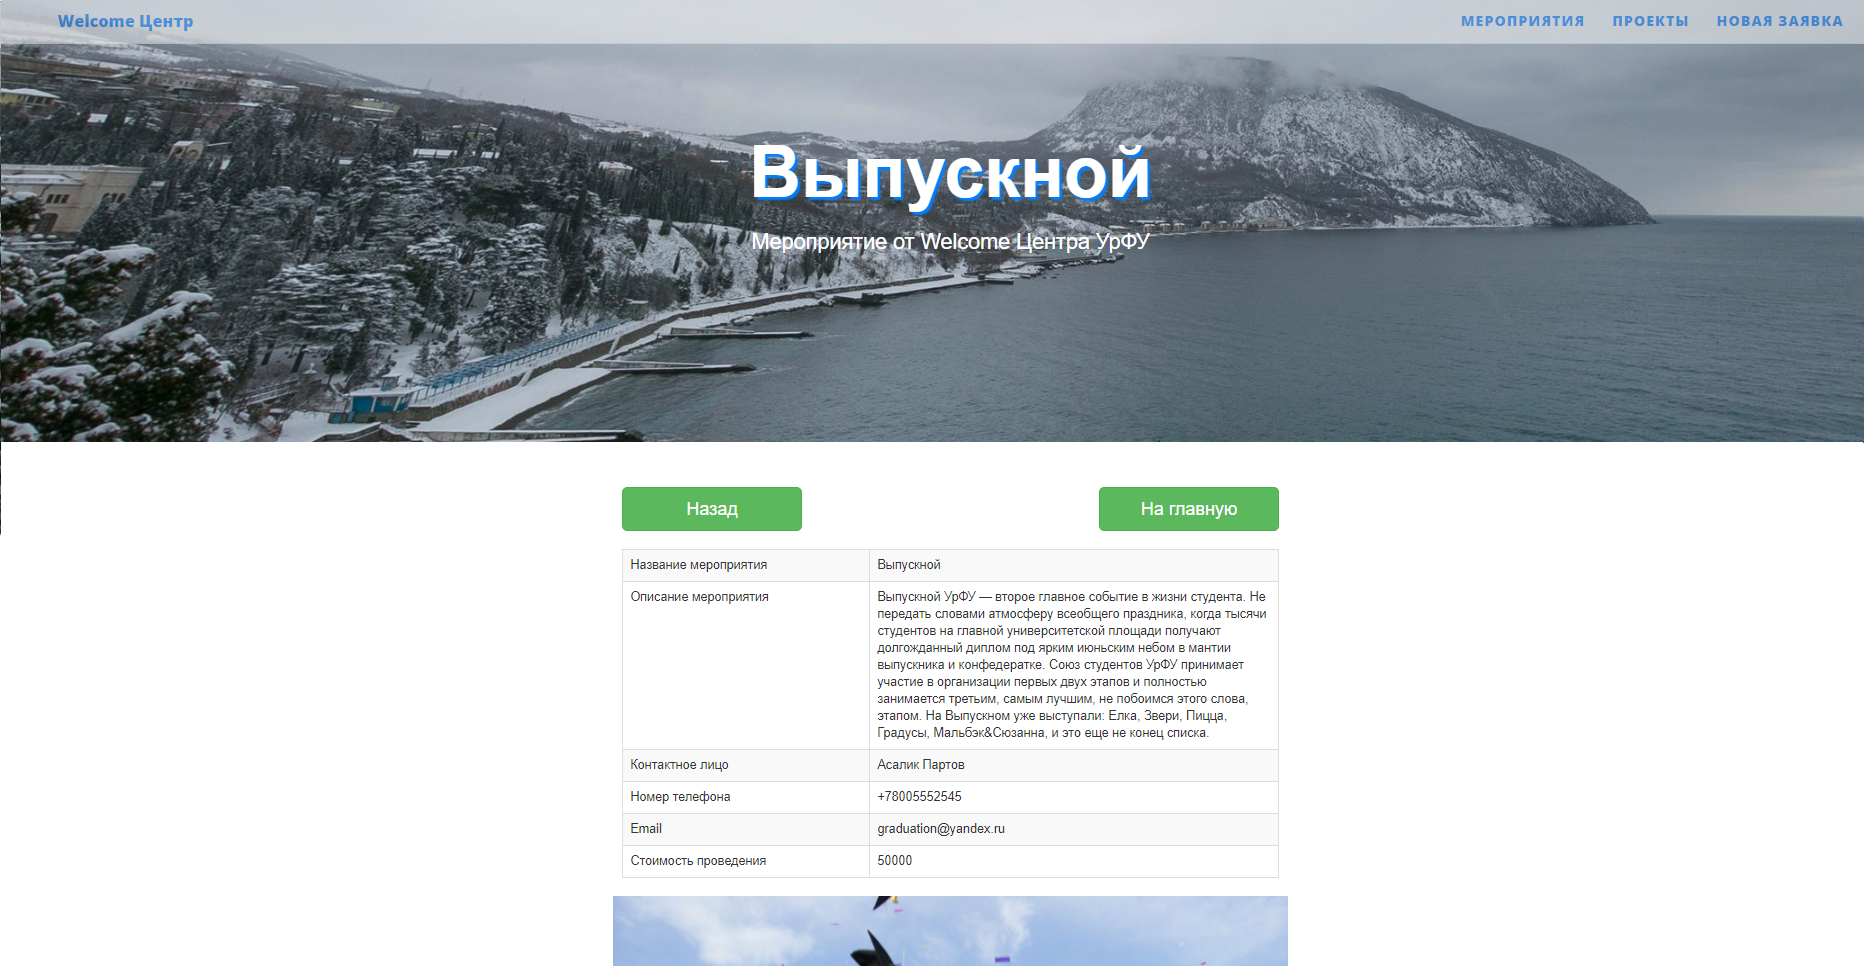 Welcome Центр
МЕРОПРИЯТИЯ ПРОЕКТЫ НОВАЯ ЗАЯВКА
Выпускной
Мероприятие от Welcome Центра УрФУ
Назад На главную
Название мероприятия Выпускной
Описание мероприятия Выпускной УрФУ — второе главное событие в жизни студента. Не
передать словами атмосферу всеобщего праздника, когда тысячи
студентов на главной университетской площади получают
долгожданный диплом под ярким июньским небом в мантии
выпускника и конфедератке. Союз студентов УрФУ принимает
участие в организации первых двух этапов и полностью
занимается третьим, самым лучшим, не побоимся этого слова,
этапом. На Выпускном уже выступали: Елка, Звери, Пицца,
Градусы, Мальбэк&Сюзанна, и это еще не конец списка.
Контактное лицо Асалик Партов
Номер телефона +78005552545
Email graduation@yandex.ru
Стоимость проведения 50000